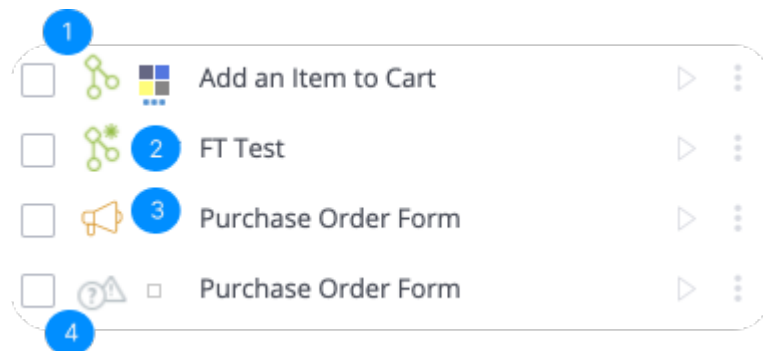 1
Add an Item to Cart
2 FT Test
3 Purchase Order Form
? Purchase Order Form
4